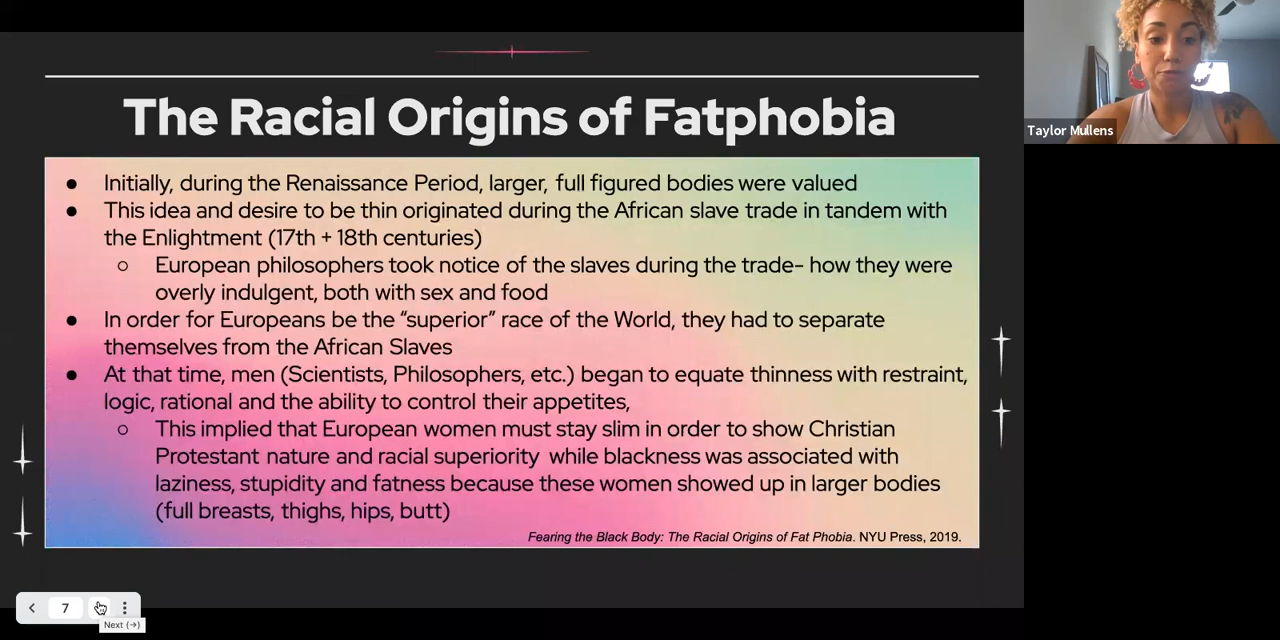 The Racial Origins of Fatphobia
● Initially, during the Renaissance Period, larger, full figured bodies were valued
● This idea and desire to be thin originated during the African slave trade in tandem with
the Enlightment (17th + 18th centuries)
○ European philosophers took notice of the slaves during the trade- how they were
overly indulgent, both with sex and food
● In order for Europeans be the “superior” race of the World, they had to separate
themselves from the African Slaves
● At that time, men (Scientists, Philosophers, etc.) began to equate thinness with restraint,
logic, rational and the ability to control their appetites,
○ This implied that European women must stay slim in order to show Christian
Protestant nature and racial superiority while blackness was associated with
laziness, stupidity and fatness because these women showed up in larger bodies
(full breasts, thighs, hips, butt)
Fearing the Black Body: The Racial Origins of Fat Phobia. NYU Press, 2019.
Taylor Mullens
7
Next (→)